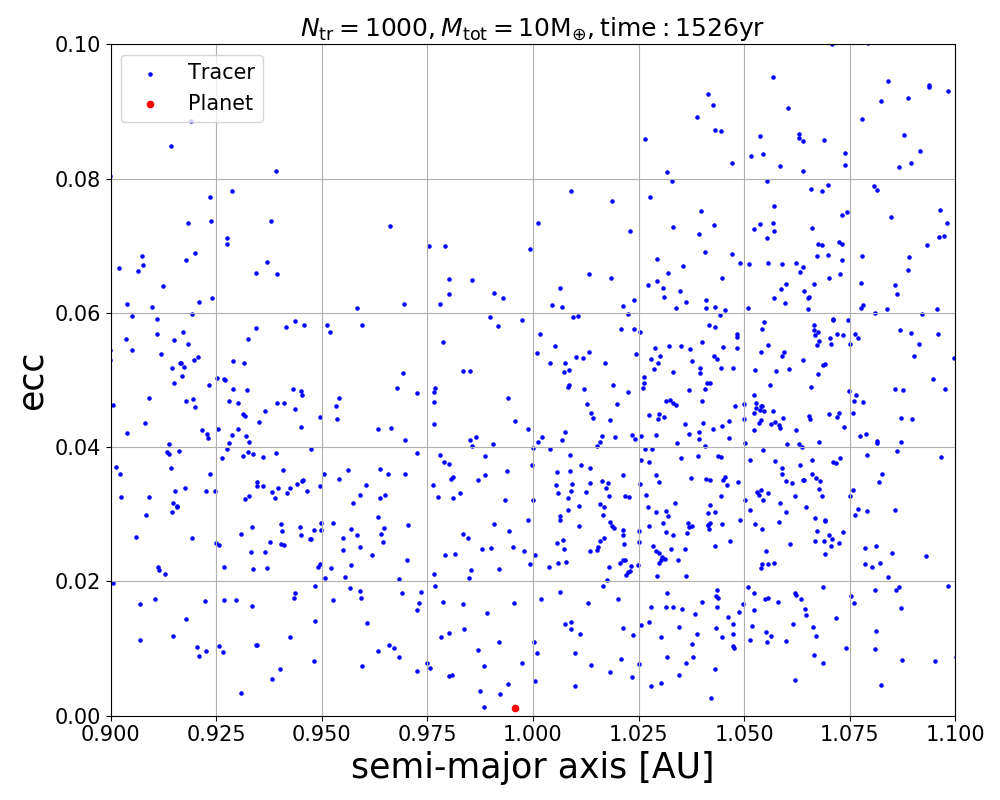 N_tr = 1000, M_tot = 10M_⊕, time : 1526yr
Tracer
Planet
ecc
0.10
0.08
0.06
0.04
0.02
0.00
0.900 0.925 0.950 0.975 1.000 1.025 1.050 1.075 1.100
semi-major axis [AU]